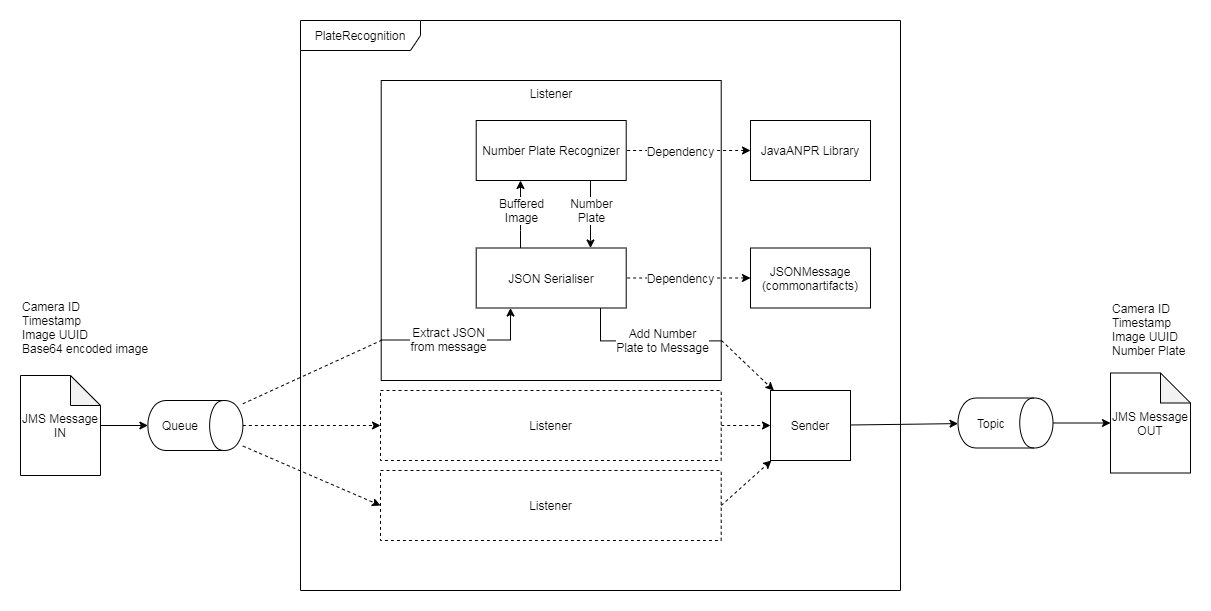 PlateRecognition
Listener
Number Plate Recognizer
Dependency
JavaANPR Library
Buffered
Image
Number
Plate
JSON Serialiser
Dependency
JSONMessage
(commonartifacts)
Camera ID
Timestamp
Image UUID
Base64 encoded image
Extract JSON
from message
Add Number
Plate to Message
Camera ID
Timestamp
Image UUID
Number Plate
JMS Message
IN
Queue
Listener
Sender
Topic
JMS Message
OUT
Listener